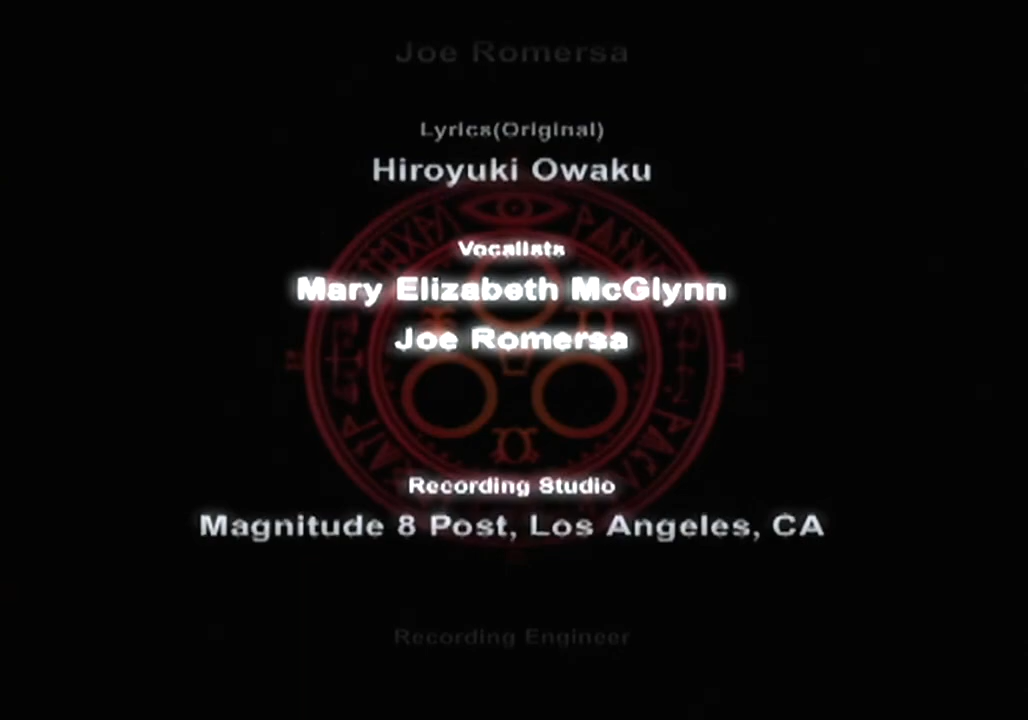 Joe Romersa
Lyrics(Original)
Hiroyuki Owaku
Vocalists
Mary Elizabeth McGlynn
Joe Romersa
Recording Studio
Magnitude 8 Post, Los Angeles, CA
Recording Engineer